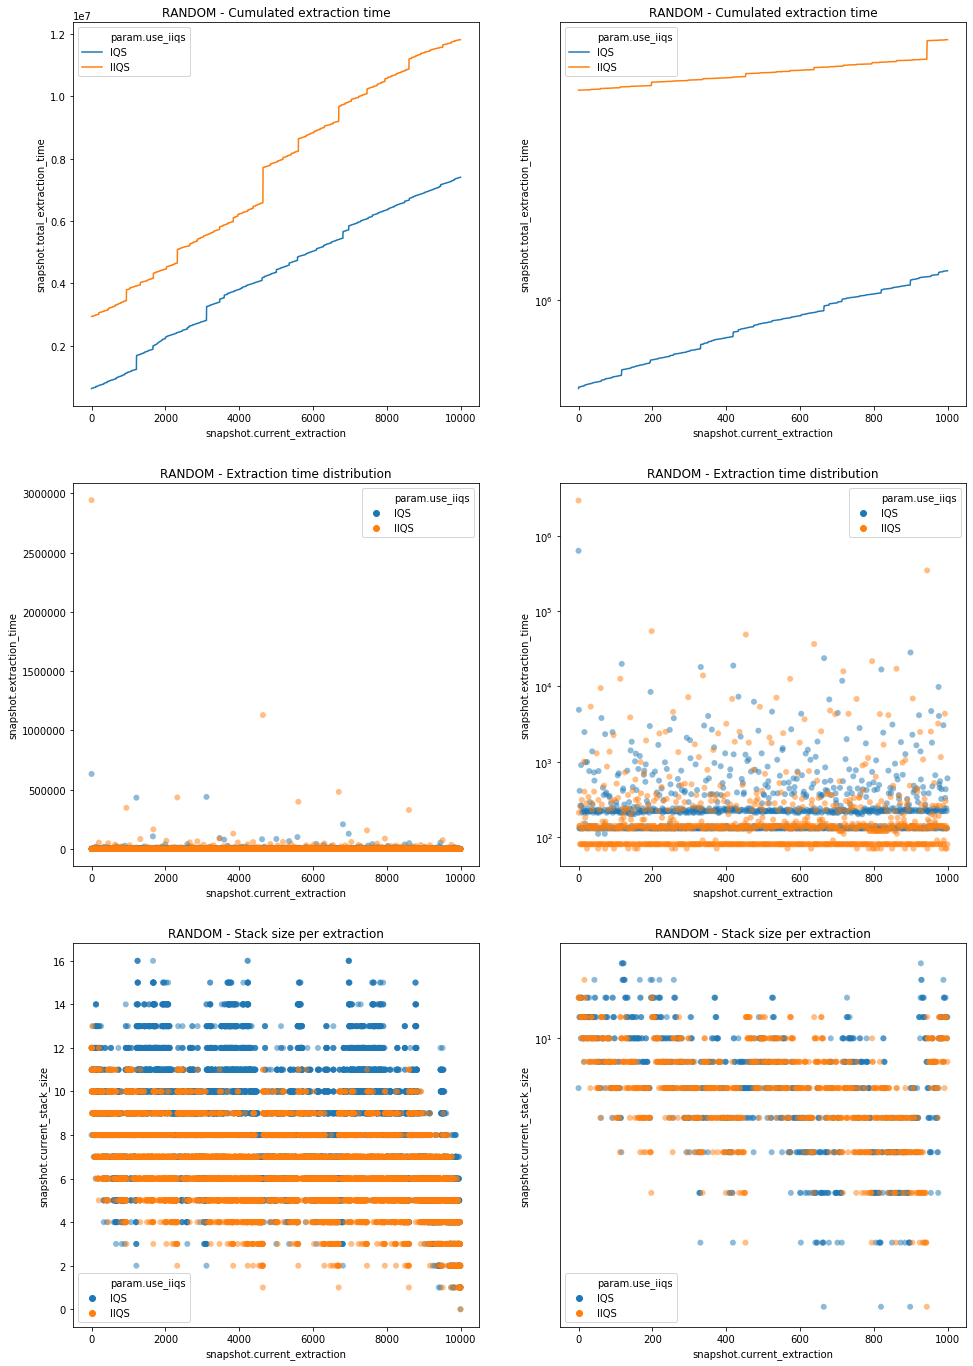 RANDOM - Cumulated extraction time
1e7
param.use_iiqs
IQS
IIQS
1.2
1.0
0.8
0.6
0.4
0.2
snapshot.total_extraction_time
0 2000 4000 6000 8000 10000
snapshot.current_extraction
RANDOM - Cumulated extraction time
param.use_iiqs
IQS
IIQS
10^6
snapshot.total_extraction_time
0 200 400 600 800 1000
snapshot.current_extraction
RANDOM - Extraction time distribution
param.use_iiqs
IQS
IIQS
3000000
2500000
2000000
1500000
1000000
500000
0
snapshot.extraction_time
0 2000 4000 6000 8000 10000
snapshot.current_extraction
RANDOM - Extraction time distribution
param.use_iiqs
IQS
IIQS
10^6
10^5
10^4
10^3
10^2
snapshot.extraction_time
0 200 400 600 800 1000
snapshot.current_extraction
RANDOM - Stack size per extraction
16
14
12
10
8
6
4
2
0
snapshot.current_stack_size
param.use_iiqs
IQS
IIQS
0 2000 4000 6000 8000 10000
snapshot.current_extraction
RANDOM - Stack size per extraction
10^1
snapshot.current_stack_size
param.use_iiqs
IQS
IIQS
0 200 400 600 800 1000
snapshot.current_extraction